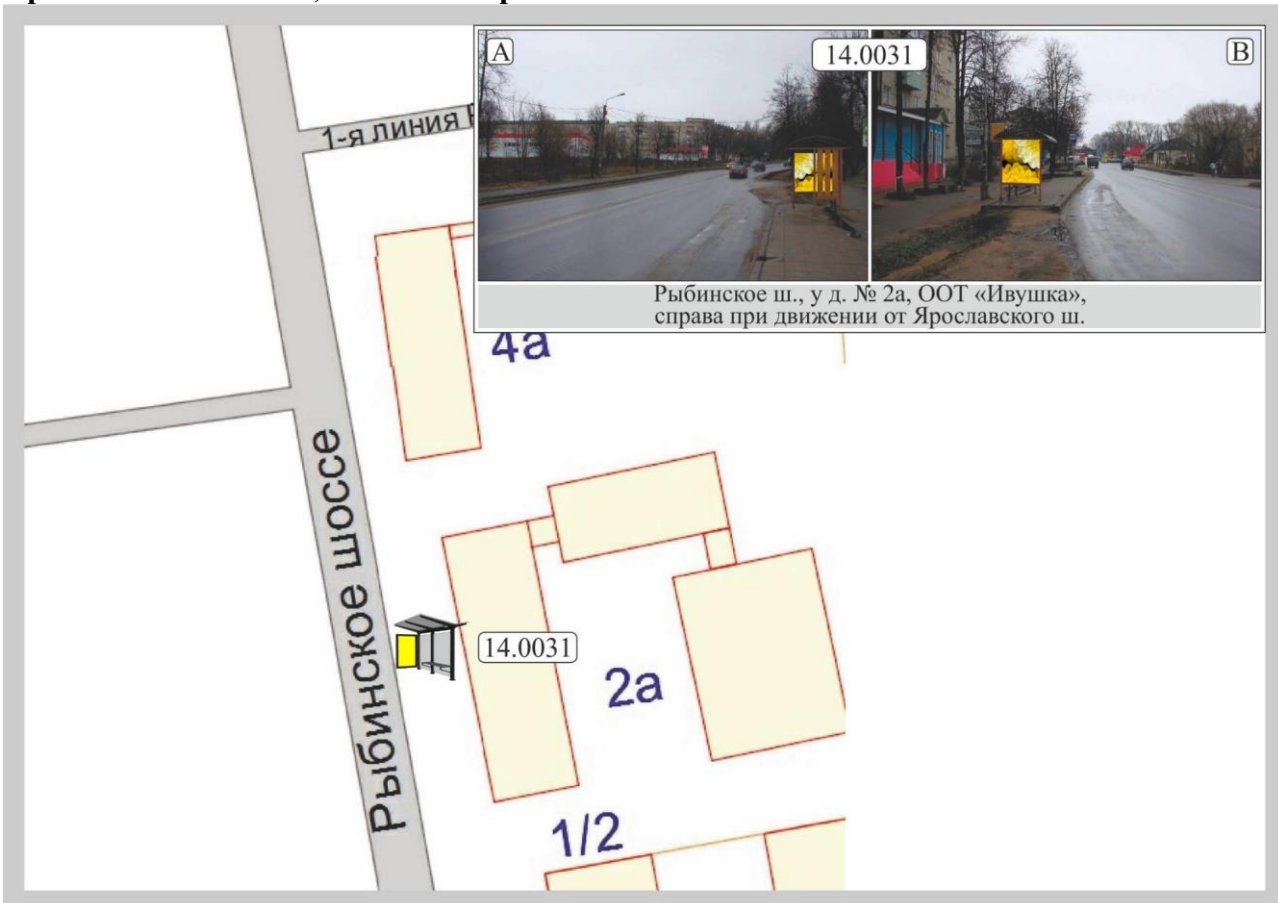 А
14.0031
В
Рыбинское ш., у д. № 2а, ООТ «Ивушка»,
справа при движении от Ярославского ш.
1-я линия
4а
Рыбинское шоссе
14.0031
2а
1/2